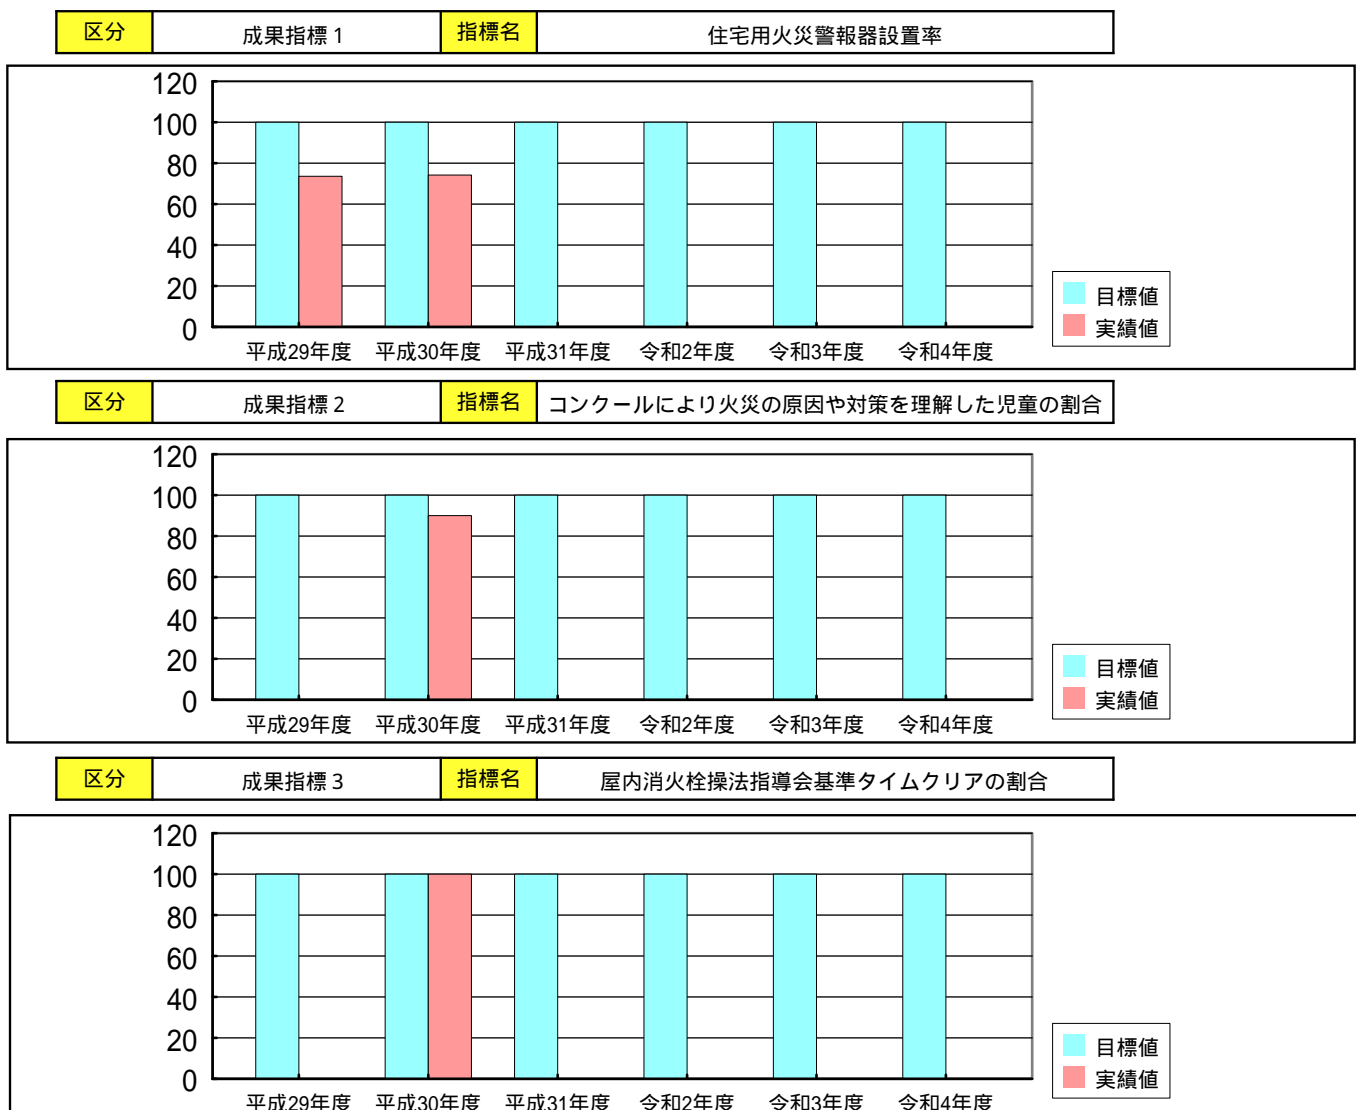 区分 成果指標1 指標名 住宅用火災警報器設置率
120
100
80
60
40
20
0
平成29年度 平成30年度 平成31年度 令和2年度 令和3年度 令和4年度
目標値
実績値
区分 成果指標2 指標名 コンクールにより火災の原因や対策を理解した児童の割合
120
100
80
60
40
20
0
平成29年度 平成30年度 平成31年度 令和2年度 令和3年度 令和4年度
目標値
実績値
区分 成果指標3 指標名 屋内消火栓操法指導会基準タイムクリアの割合
120
100
80
60
40
20
0
平成29年度 平成30年度 平成31年度 令和2年度 令和3年度 令和4年度
目標値
実績値